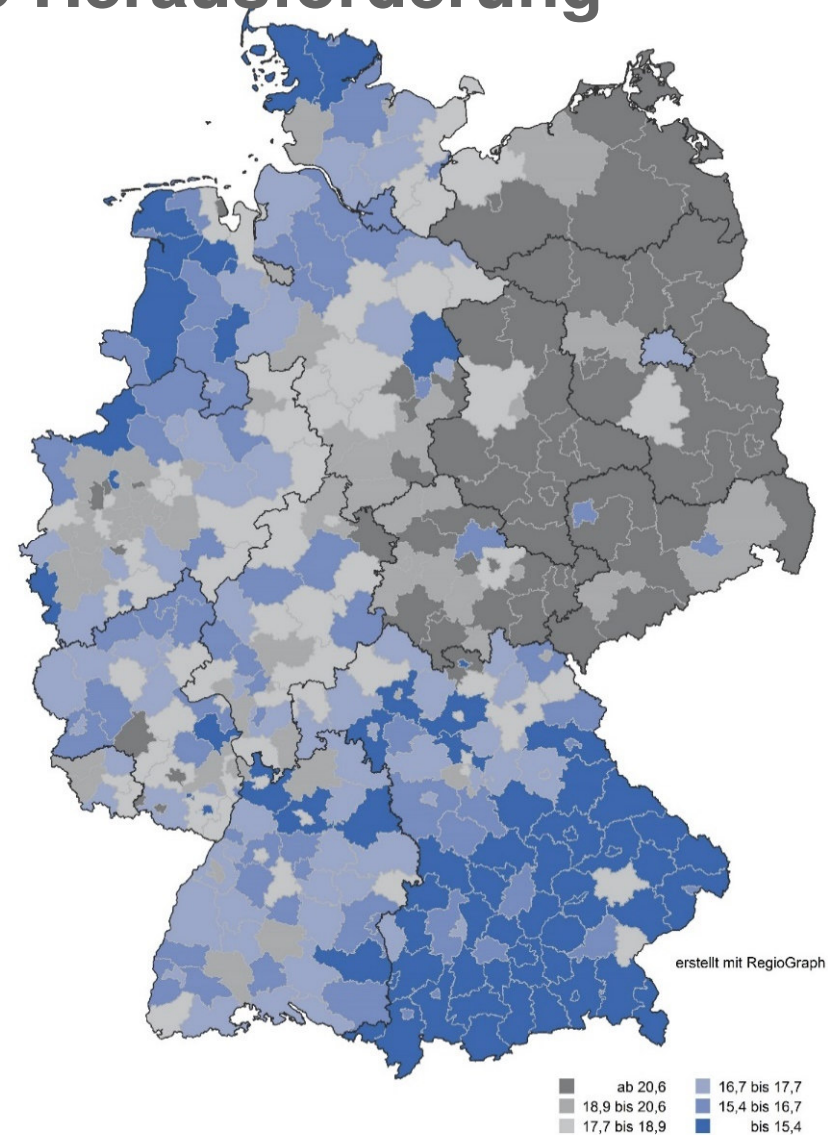 Herausforderung
erstellt mit RegioGraph
ab 20,6
18,9 bis 20,6
17,7 bis 18,9
16,7 bis 17,7
15,4 bis 16,7
bis 15,4